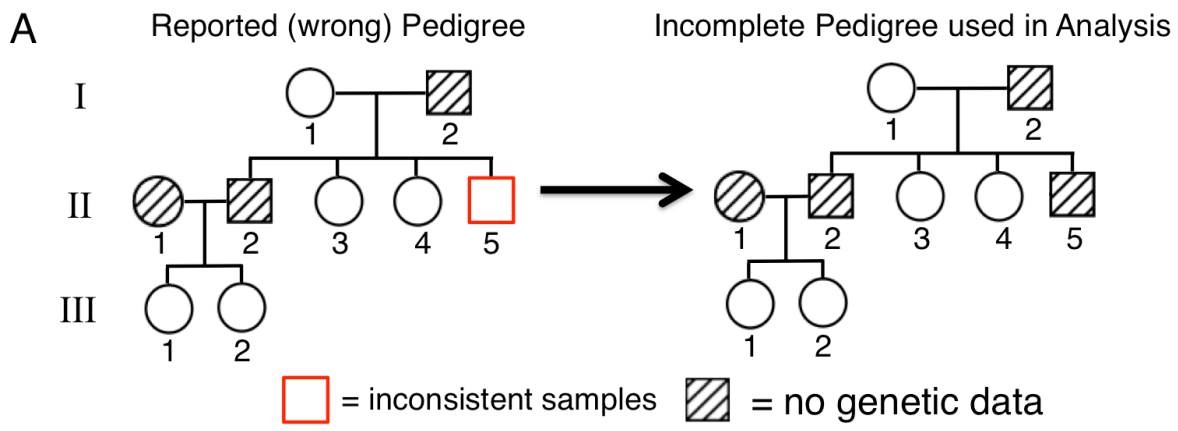 A
Reported (wrong) Pedigree
Incomplete Pedigree used in Analysis
I
1 2
1 2
II
1 2 3 4 5
1 2 3 4 5
III
1 2
1 2
= inconsistent samples
= no genetic data